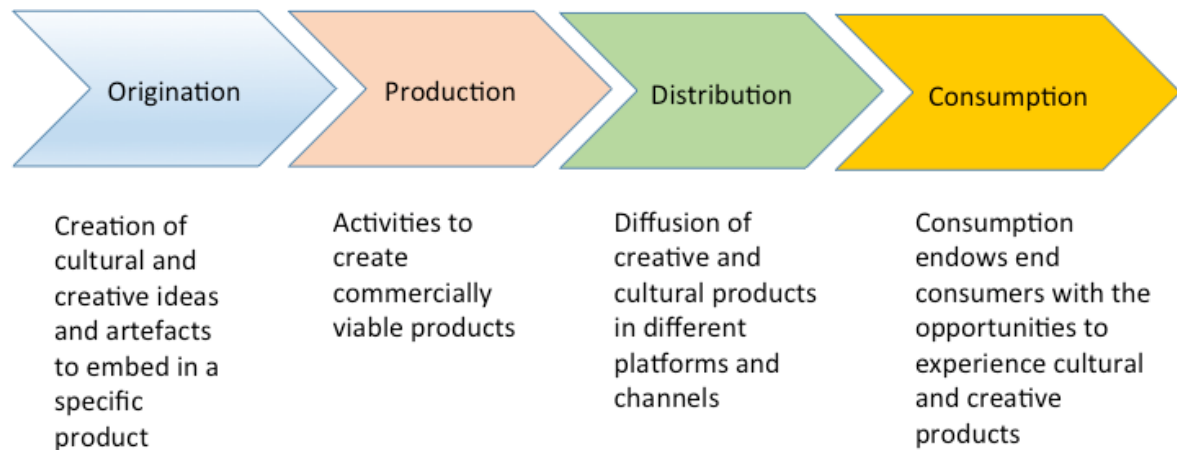 Origination
Production
Distribution
Consumption
Creation of
cultural and
creative ideas
and artefacts
to embed in a
specific
product
Activities to
create
commercially
viable products
Diffusion of
creative and
cultural products
in different
platforms and
channels
Consumption
endows end
consumers with the
opportunities to
experience cultural
and creative
products